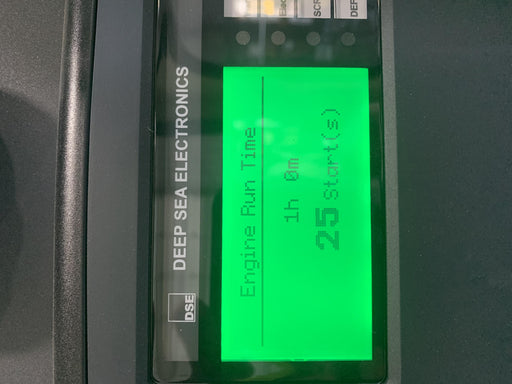 DSE
DEEP SEA ELECTRONICS
Engine Run Time
1h 0m
25 Start(s)